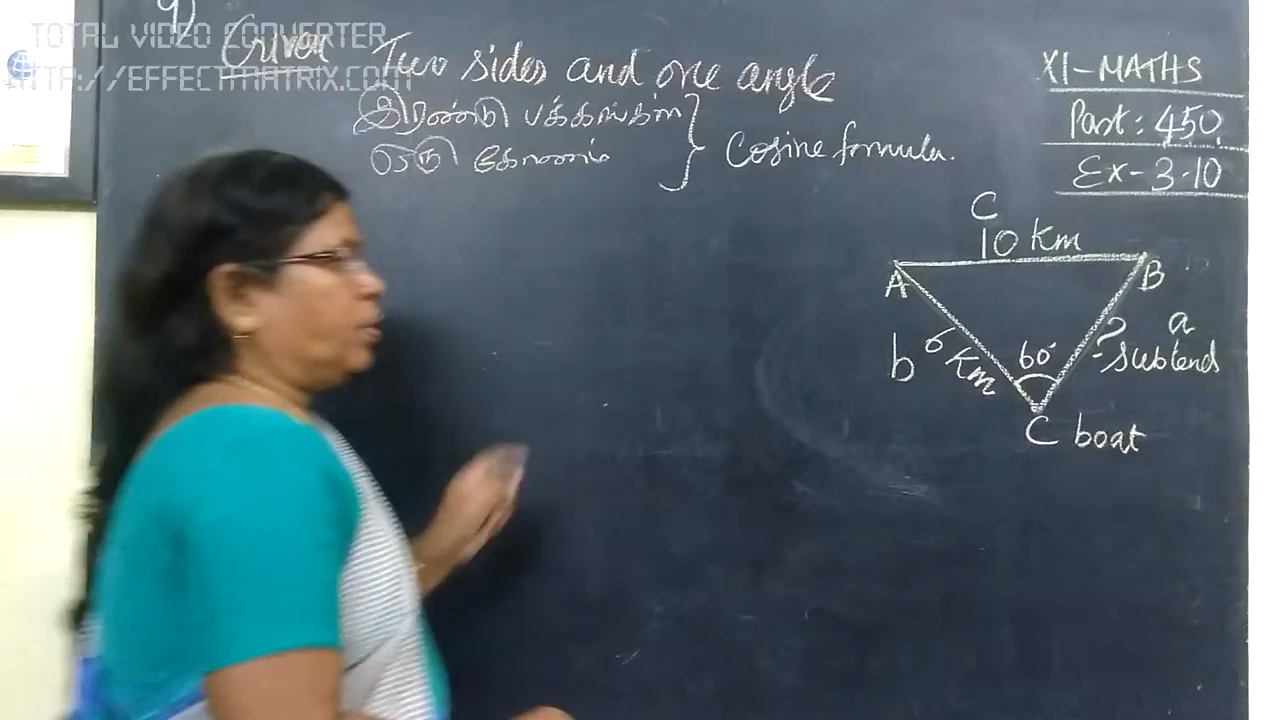 TOTAL VIDEO CONVERTER
HTTP://EFFECTMATRIX.COM
9)
Given Two sides and one angle
இரண்டு பக்கங்கள்
ஒரு கோணம்
} Cosine formula.
XI-MATHS
Part: 450
Ex-3.10
C
10 Km
A
B
b
6 Km
60°
?
a
subtend
C boat